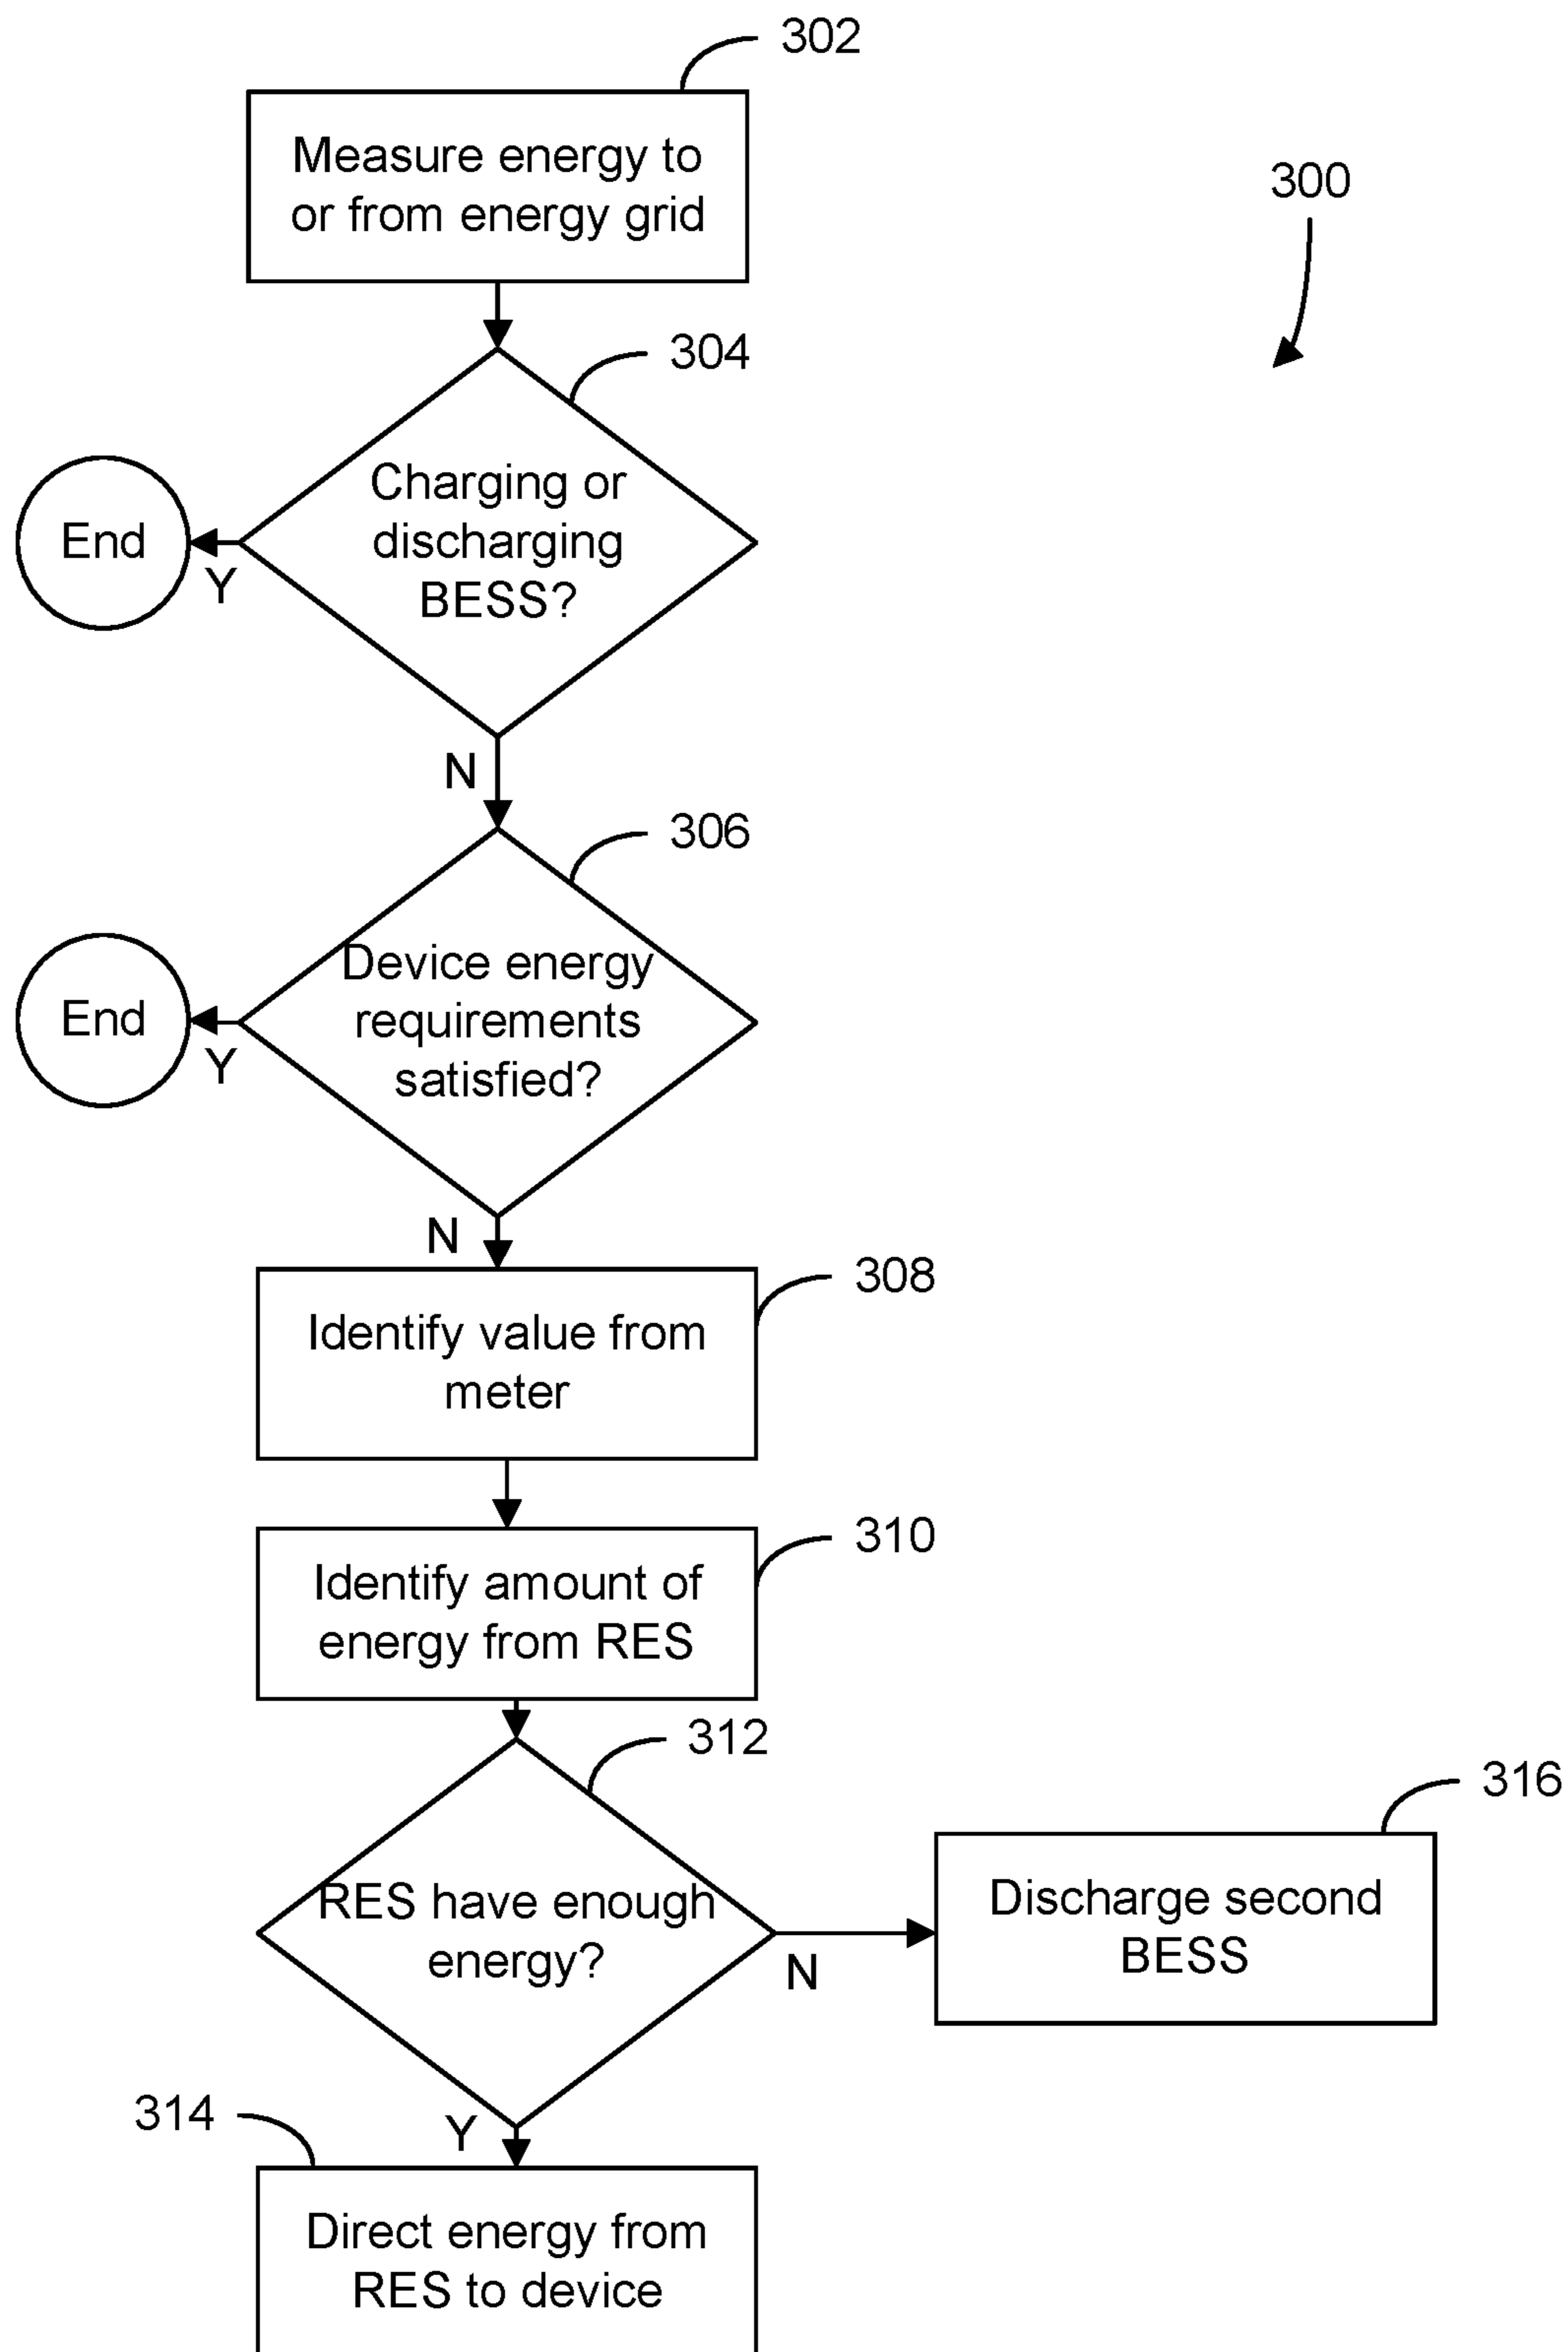 302
Measure energy to
or from energy grid
300
304
Charging or
discharging
BESS?
End
Y
N
306
Device energy
requirements
satisfied?
End
Y
N
308
Identify value from
meter
310
Identify amount of
energy from RES
312
RES have enough
energy?
N
316
Discharge second
BESS
Y
314
Direct energy from
RES to device